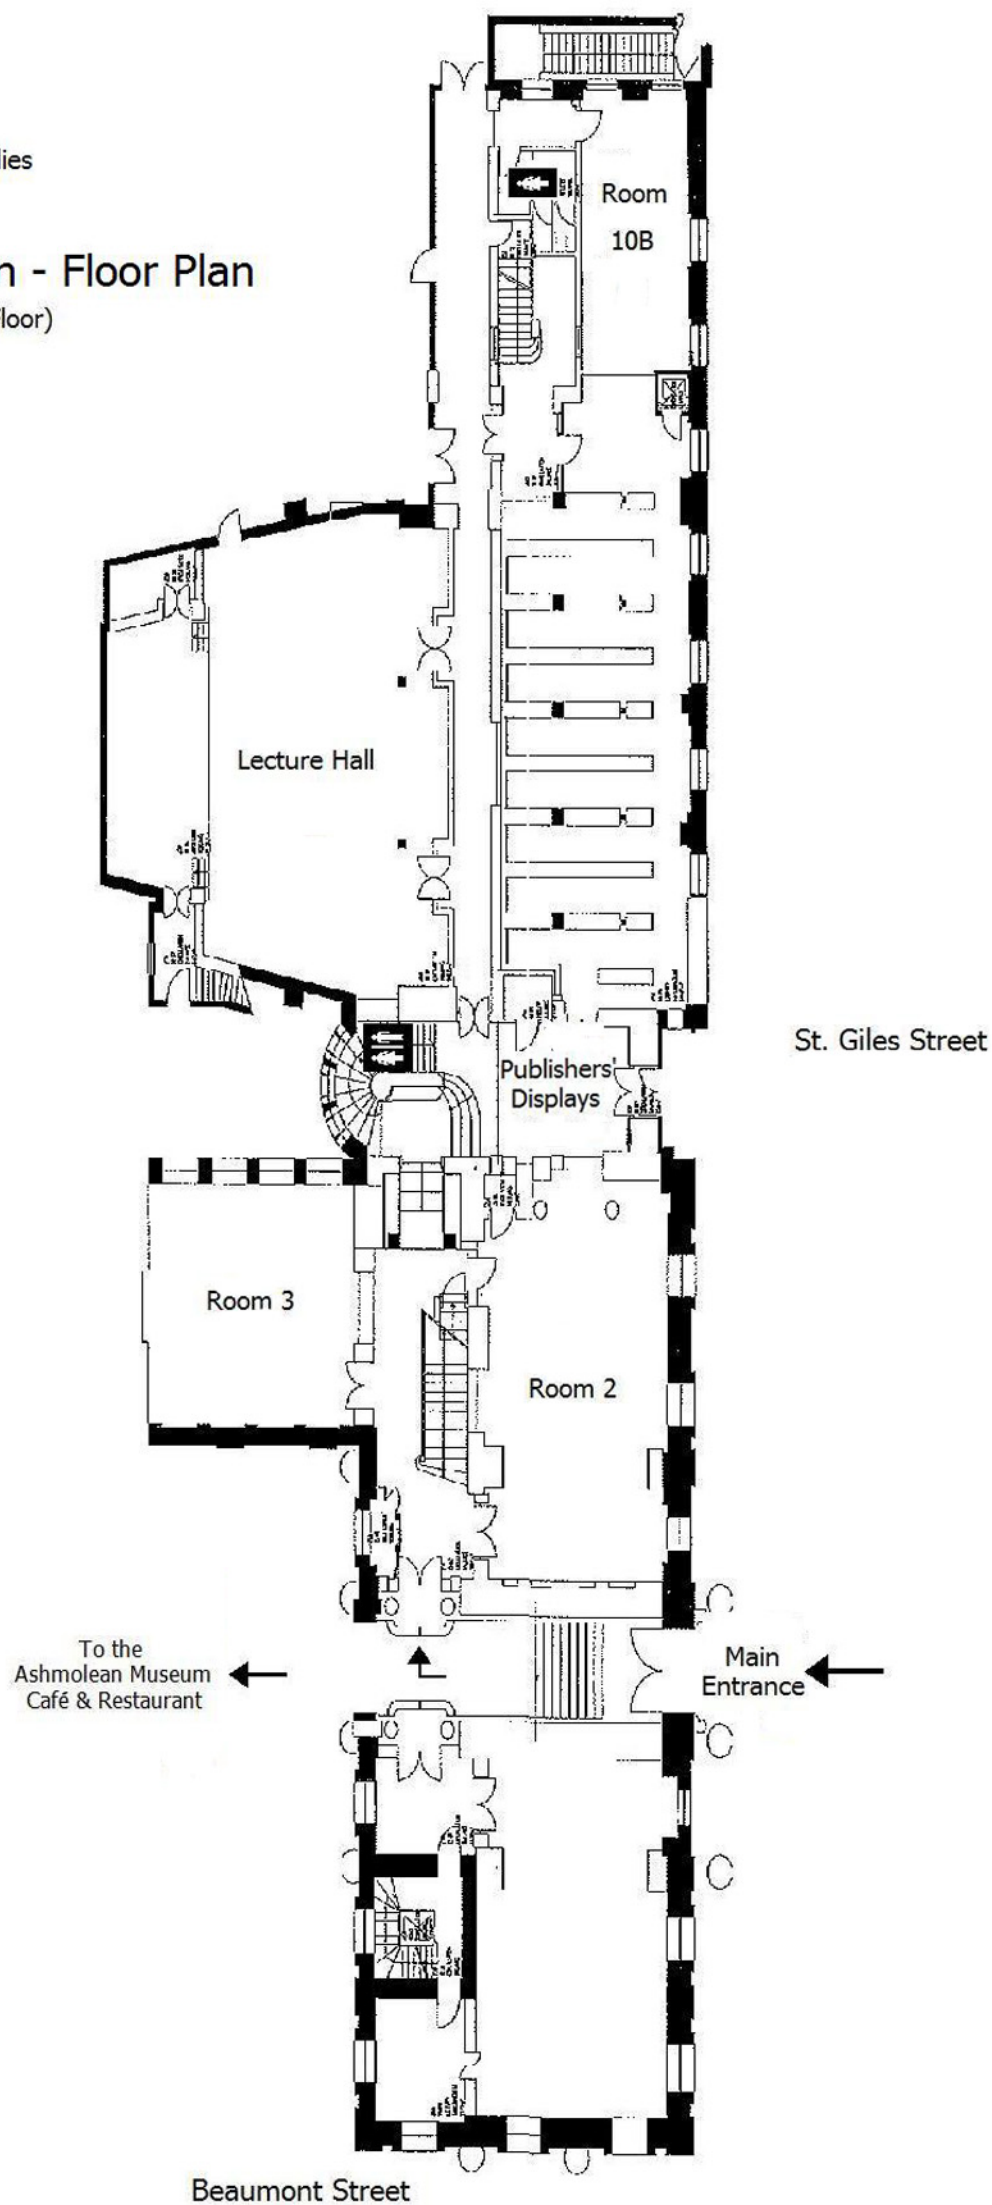 lies
n - Floor Plan
loor)
Room
10B
Lecture Hall
St. Giles Street
Publishers'
Displays
Room 3
Room 2
To the
Ashmolean Museum
Café & Restaurant
Main
Entrance
Beaumont Street